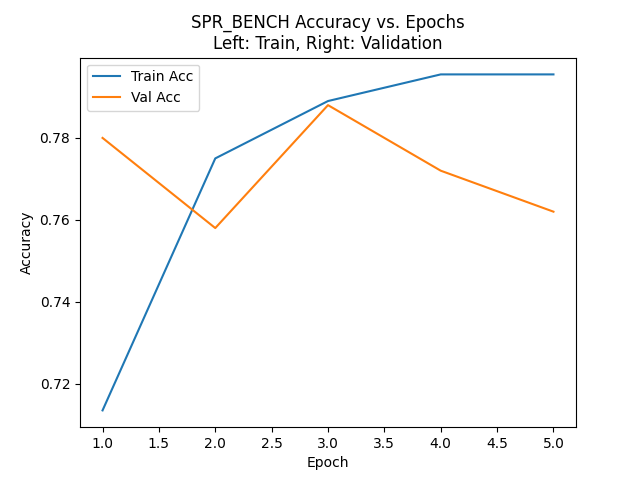 SPR_BENCH Accuracy vs. Epochs
Left: Train, Right: Validation
Train Acc
Val Acc
Accuracy
0.78
0.76
0.74
0.72
1.0 1.5 2.0 2.5 3.0 3.5 4.0 4.5 5.0
Epoch